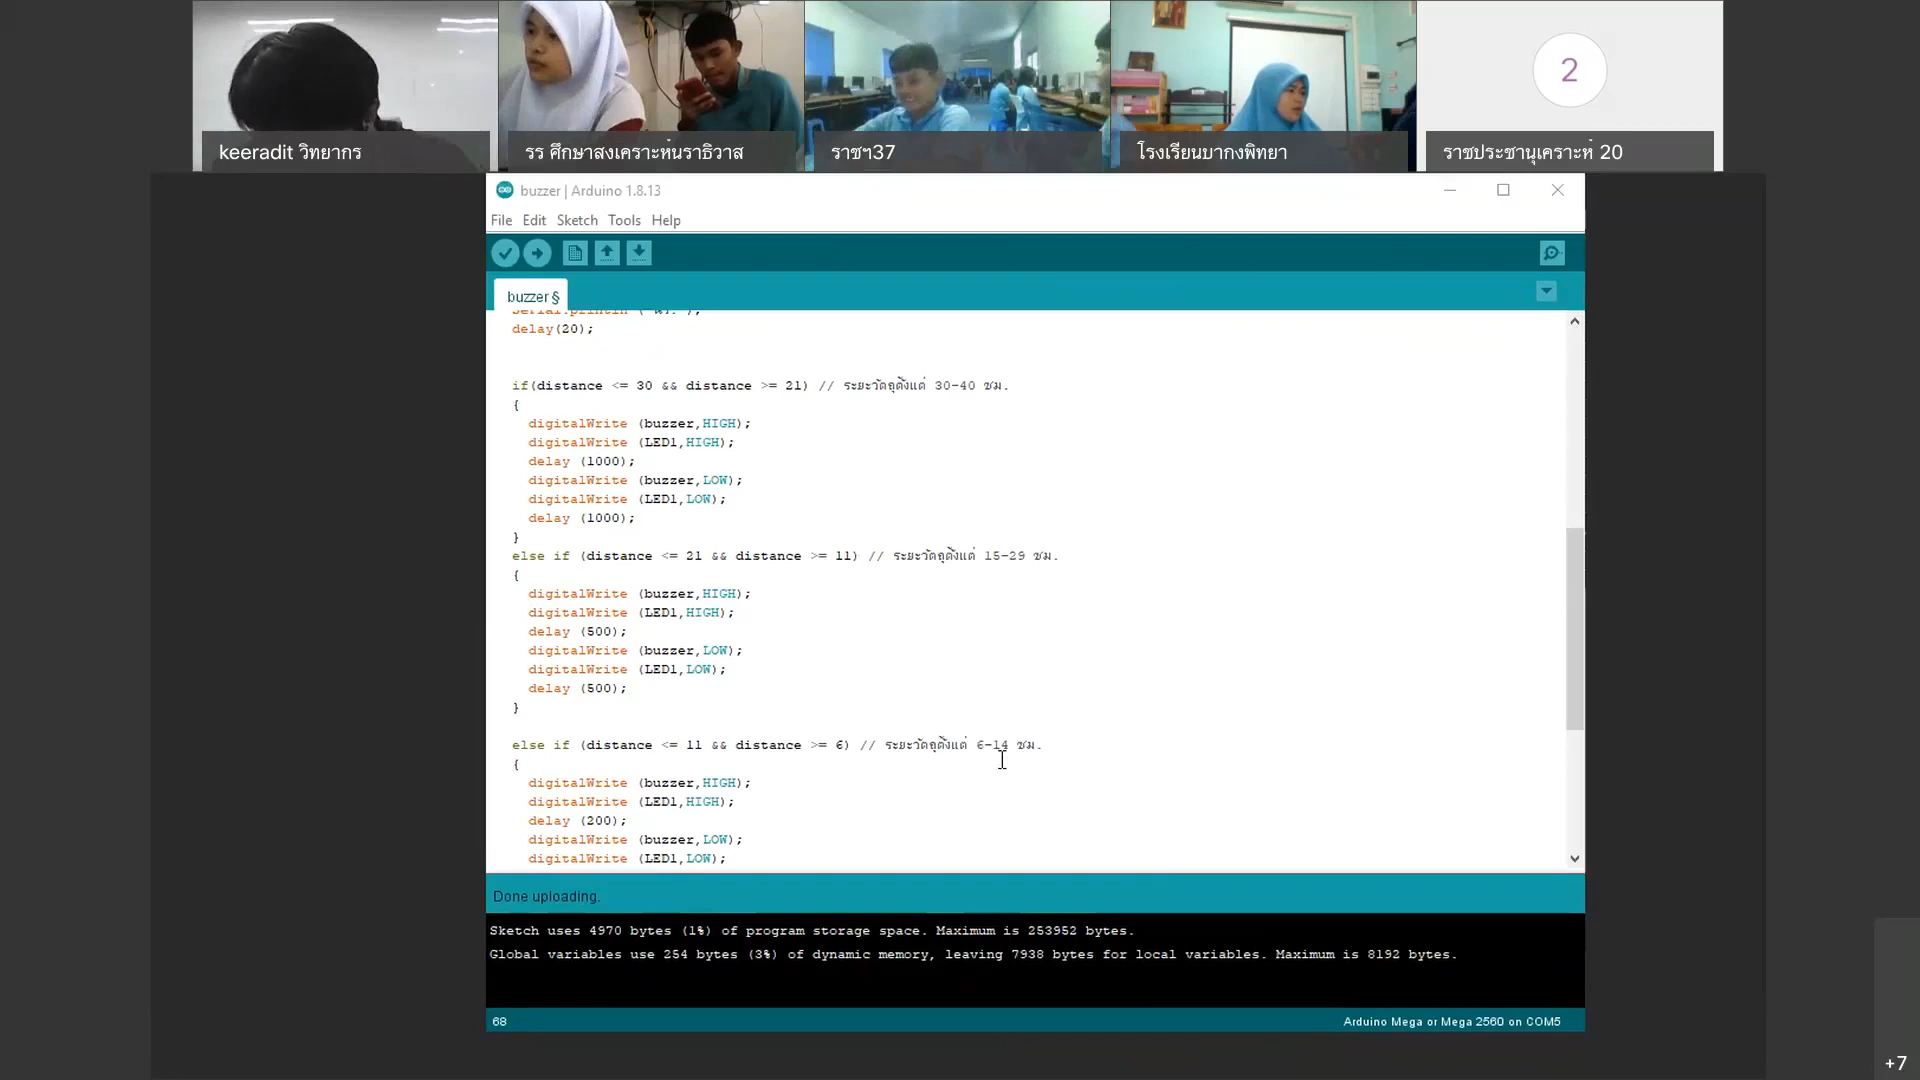 keeradit วิทยากร
รร ศึกษาสงเคราะห์นราธิวาส
ราชฯ37
โรงเรียนบากงพิทยา
2
ราชประชานุเคราะห์ 20
buzzer | Arduino 1.8.13
File Edit Sketch Tools Help
buzzer §
Serial.println (
delay(20);
if(distance <= 30 && distance >= 21) // ระยะวัตถุตั้งแต่ 30-40 ซม.
{
digitalWrite (buzzer,HIGH);
digitalWrite (LED1,HIGH);
delay (1000);
digitalWrite (buzzer,LOW);
digitalWrite (LED1,LOW);
delay (1000);
}
else if (distance <= 21 && distance >= 11) // ระยะวัตถุตั้งแต่ 15-29 ซม.
{
digitalWrite (buzzer,HIGH);
digitalWrite (LED1,HIGH);
delay (500);
digitalWrite (buzzer,LOW);
digitalWrite (LED1,LOW);
delay (500);
}
else if (distance <= 11 && distance >= 6) // ระยะวัตถุตั้งแต่ 6-14 ซม.
{
digitalWrite (buzzer,HIGH);
digitalWrite (LED1,HIGH);
delay (200);
digitalWrite (buzzer,LOW);
digitalWrite (LED1,LOW);
Done uploading.
Sketch uses 4970 bytes (1%) of program storage space. Maximum is 253952 bytes.
Global variables use 254 bytes (3%) of dynamic memory, leaving 7938 bytes for local variables. Maximum is 8192 bytes.
68
Arduino Mega or Mega 2560 on COM5
+7